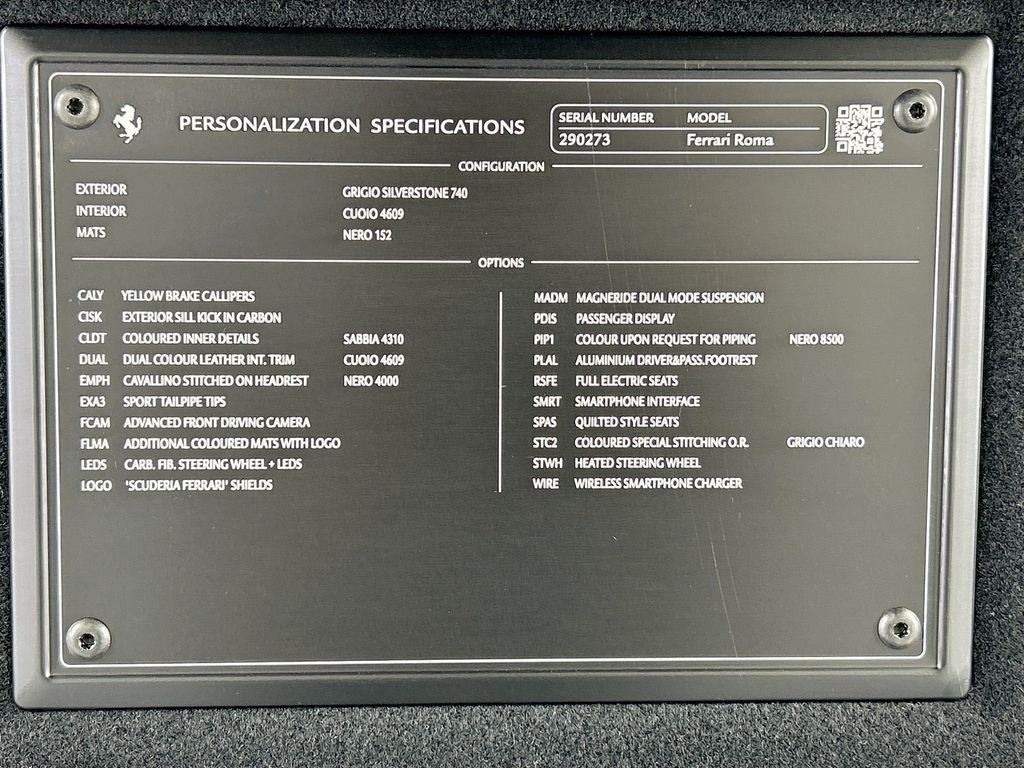 PERSONALIZATION SPECIFICATIONS
SERIAL NUMBER MODEL
290273 Ferrari Roma
CONFIGURATION
EXTERIOR GRIGIO SILVERSTONE 740
INTERIOR CUOIO 4609
MATS NERO 152
OPTIONS
CALY YELLOW BRAKE CALLIPERS
CISK EXTERIOR SILL KICK IN CARBON
CLDT COLOURED INNER DETAILS SABBIA 4310
DUAL DUAL COLOUR LEATHER INT. TRIM CUOIO 4609
EMPH CAVALLINO STITCHED ON HEADREST NERO 4000
EXA3 SPORT TAILPIPE TIPS
FCAM ADVANCED FRONT DRIVING CAMERA
FLMA ADDITIONAL COLOURED MATS WITH LOGO
LEDS CARB. FIB. STEERING WHEEL + LEDS
LOGO 'SCUDERIA FERRARI' SHIELDS
MADM MAGNERIDE DUAL MODE SUSPENSION
PDIS PASSENGER DISPLAY
PIP1 COLOUR UPON REQUEST FOR PIPING NERO 8500
PLAL ALUMINIUM DRIVER&PASS.FOOTREST
RSFE FULL ELECTRIC SEATS
SMRT SMARTPHONE INTERFACE
SPAS QUILTED STYLE SEATS
STC2 COLOURED SPECIAL STITCHING O.R. GRIGIO CHIARO
STWH HEATED STEERING WHEEL
WIRE WIRELESS SMARTPHONE CHARGER